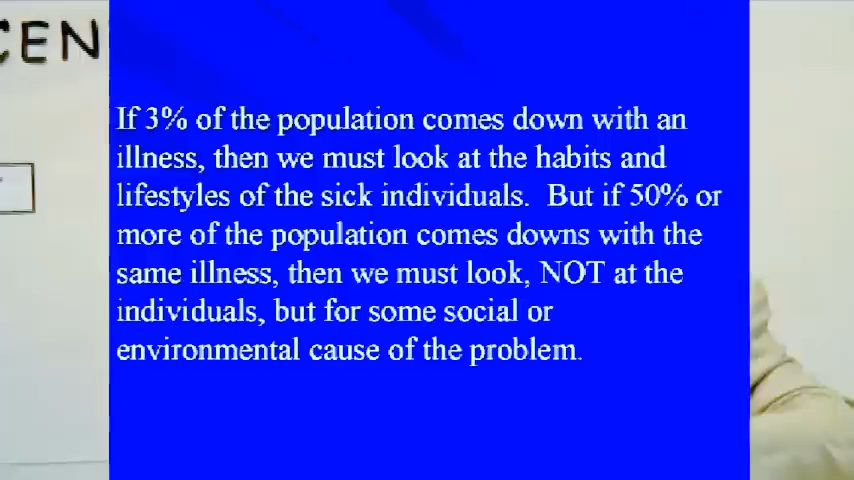 CEN
If 3% of the population comes down with an
illness, then we must look at the habits and
lifestyles of the sick individuals.  But if 50% or
more of the population comes downs with the
same illness, then we must look, NOT at the
individuals, but for some social or
environmental cause of the problem.